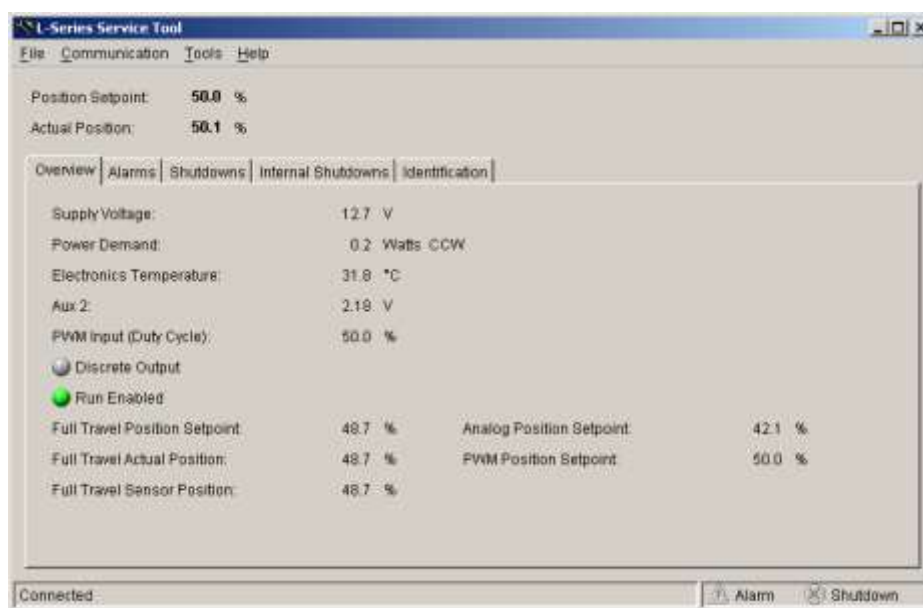 L-Series Service Tool
File Communication Tools Help
Position Setpoint: 50.0 %
Actual Position: 50.1 %
Overview Alarms Shutdowns Internal Shutdowns Identification
Supply Voltage: 12.7 V
Power Demand: 0.2 Watts CCW
Electronics Temperature: 31.8 °C
Aux 2: 2.18 V
PWM Input (Duty Cycle): 50.0 %
Discrete Output
Run Enabled
Full Travel Position Setpoint: 48.7 % Analog Position Setpoint: 42.1 %
Full Travel Actual Position: 48.7 % PWM Position Setpoint: 50.0 %
Full Travel Sensor Position: 48.7 %
Connected Alarm Shutdown